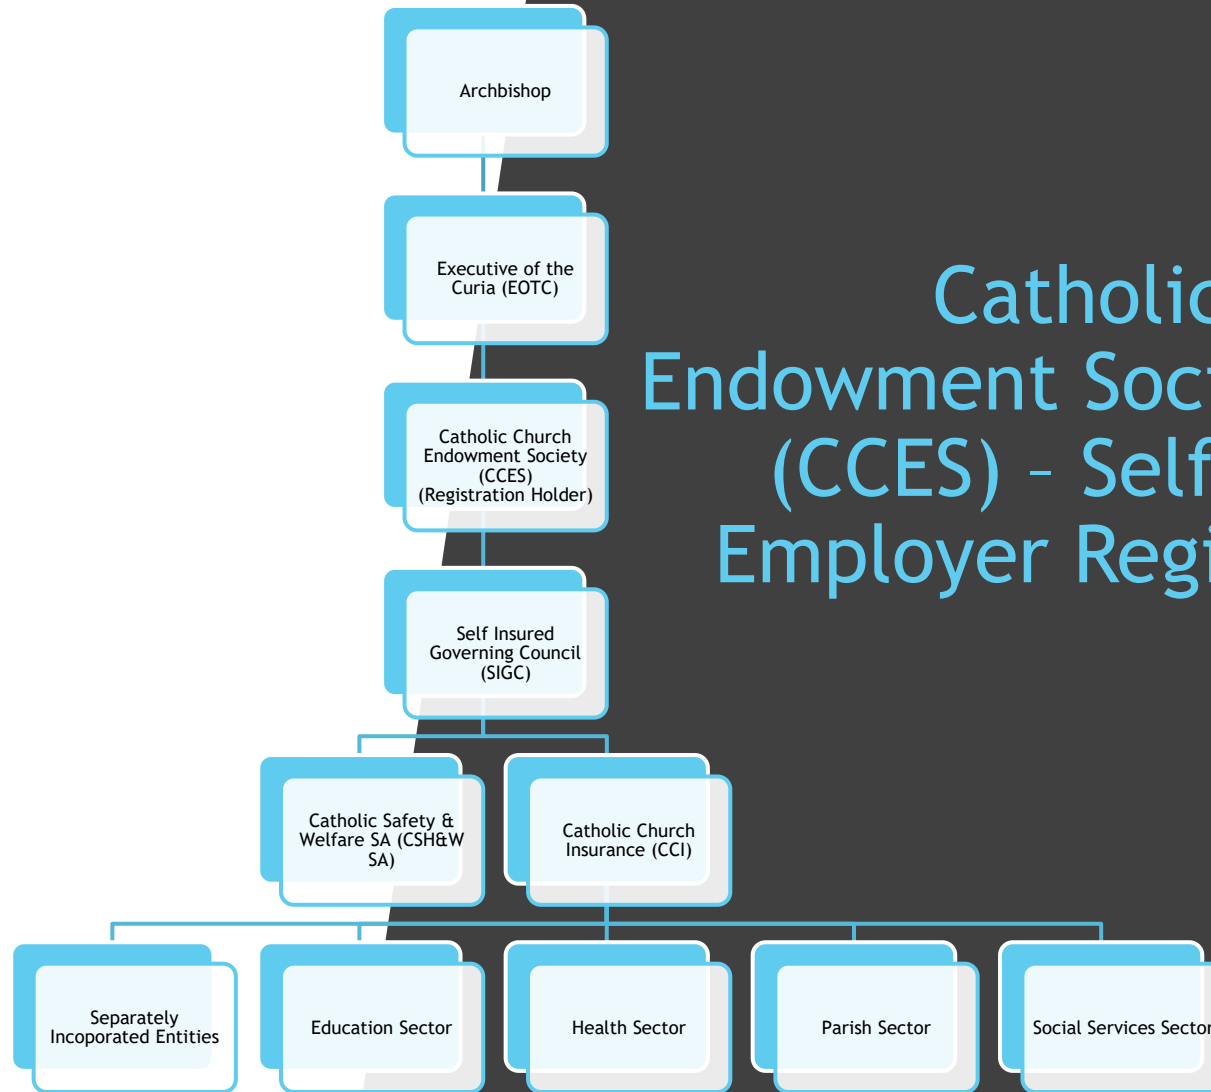 Archbishop
Executive of the
Curia (EOTC)
Catholic Church
Endowment Society
(CCES)
(Registration Holder)
Self Insured
Governing Council
(SIGC)
Catholic Safety &
Welfare SA (CSH&W
SA)
Catholic Church
Insurance (CCI)
Separately
Incoporated Entities
Education Sector
Health Sector
Parish Sector
Social Services Sector
Catholic
Endowment
(CCES) – Self
Employer